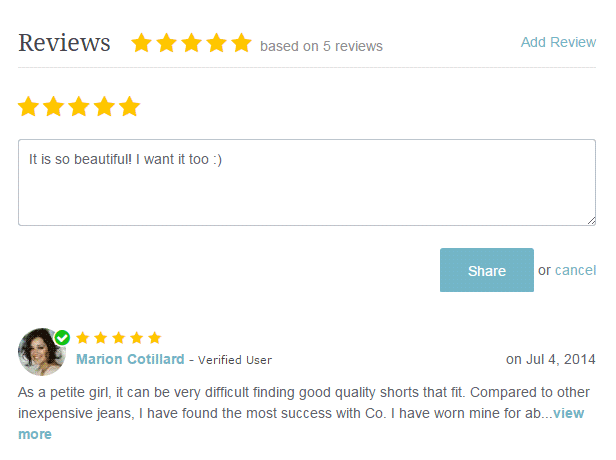 Reviews based on 5 reviews Add Review
It is so beautiful! I want it too :)
Share or cancel
Marion Cotillard - Verified User on Jul 4, 2014
As a petite girl, it can be very difficult finding good quality shorts that fit. Compared to other
inexpensive jeans, I have found the most success with Co. I have worn mine for ab...view
more